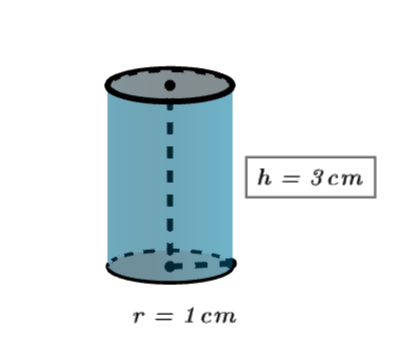 h = 3 cm
r = 1 cm